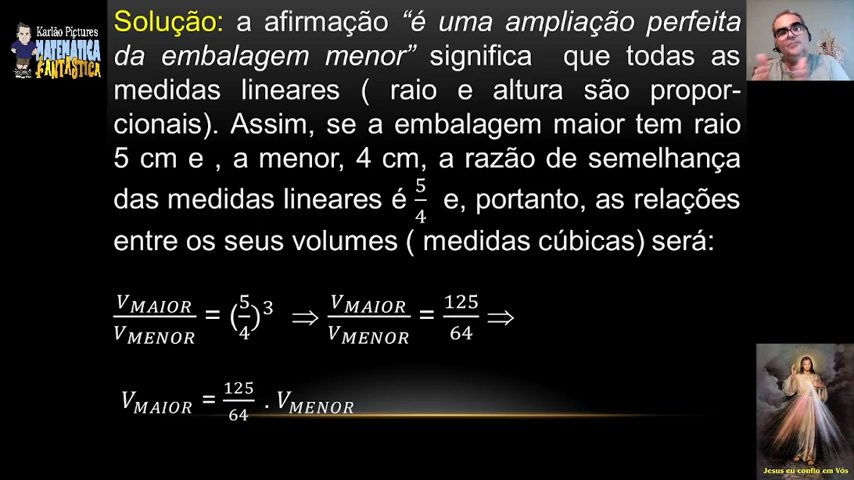 Karlão Pictures
MATEMÁTICA
FANTÁSTICA
Solução: a afirmação “é uma ampliação perfeita
da embalagem menor” significa que todas as
medidas lineares ( raio e altura são propor-
cionais). Assim, se a embalagem maior tem raio
5 cm e , a menor, 4 cm, a razão de semelhança
das medidas lineares é 5/4 e, portanto, as relações
entre os seus volumes ( medidas cúbicas) será:
V_MAIOR/V_MENOR = (5/4)³ ⇒ V_MAIOR/V_MENOR = 125/64 ⇒
V_MAIOR = 125/64 . V_MENOR
Jesus eu confio em Vós